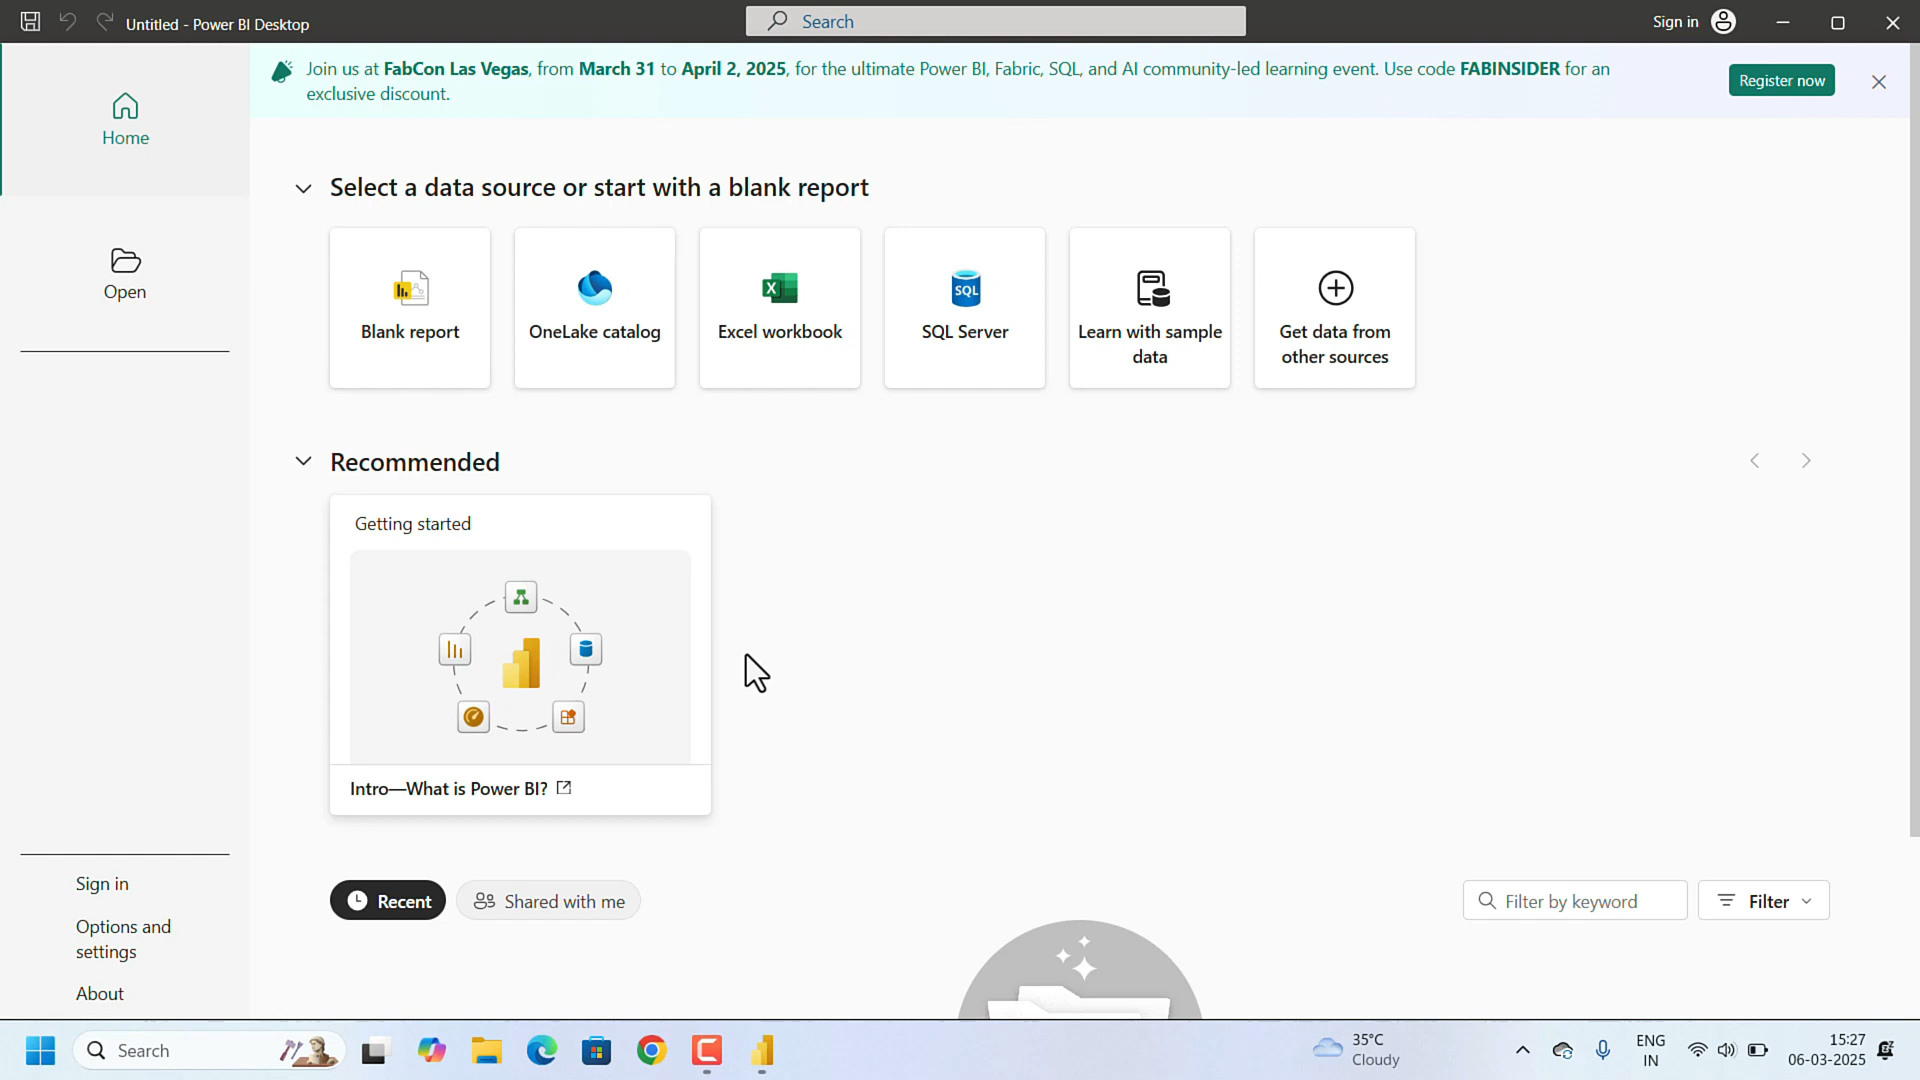 Untitled - Power BI Desktop
Search
Sign in
Join us at FabCon Las Vegas, from March 31 to April 2, 2025, for the ultimate Power BI, Fabric, SQL, and AI community-led learning event. Use code FABINSIDER for an
exclusive discount.
Register now
Home
Open
Select a data source or start with a blank report
Blank report
OneLake catalog
X
Excel workbook
SQL
SQL Server
Learn with sample
data
Get data from
other sources
Recommended
Getting started
Intro—What is Power BI?
Recent
Shared with me
Filter by keyword
Filter
Sign in
Options and
settings
About
Search
35°C
Cloudy
ENG
IN
15:27
06-03-2025